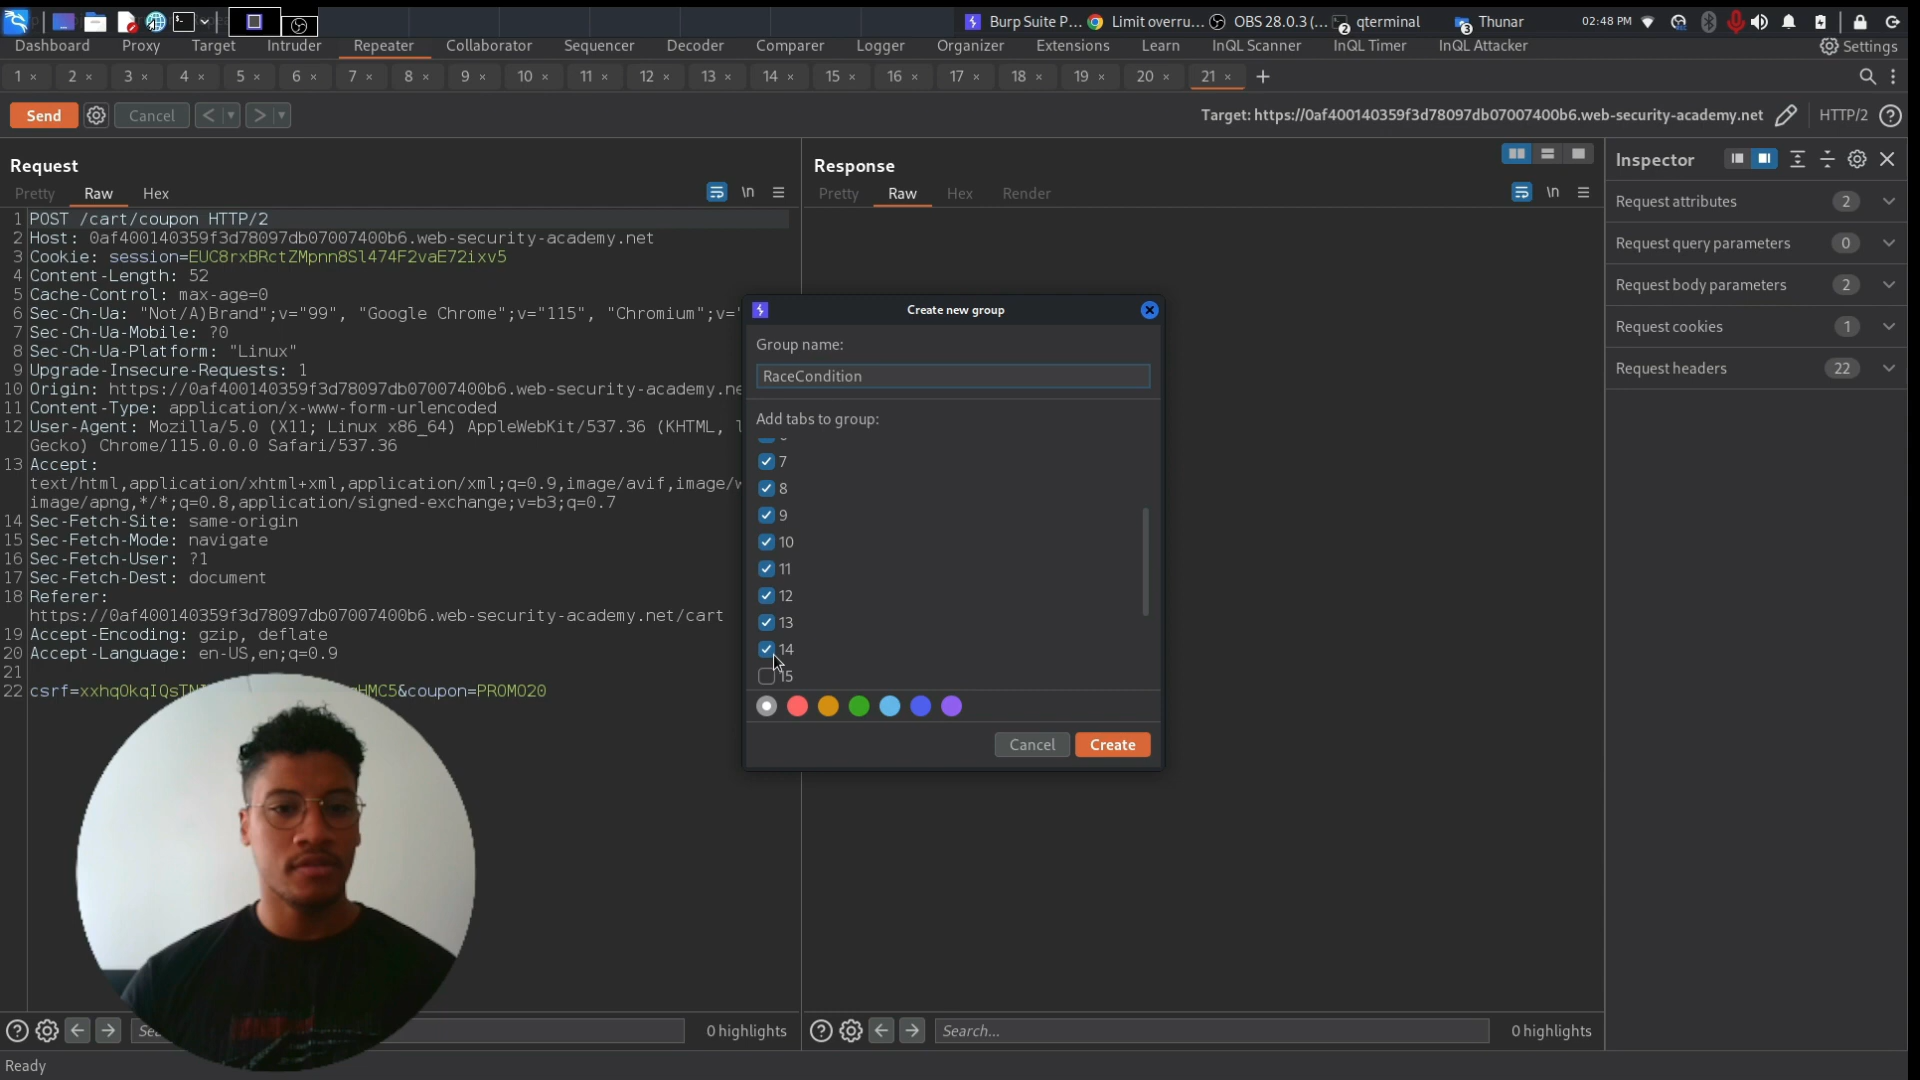 Burp Suite P...
Limit overru...
OBS 28.0.3 (...
2
qterminal
3
Thunar
02:48 PM
Dashboard Proxy Target Intruder Repeater Collaborator Sequencer Decoder Comparer Logger Organizer Extensions Learn InQL Scanner InQL Timer InQL Attacker Settings
1 × 2 × 3 × 4 × 5 × 6 × 7 × 8 × 9 × 10 × 11 × 12 × 13 × 14 × 15 × 16 × 17 × 18 × 19 × 20 × 21 × +
Send Cancel < >
Target: https://0af400140359f3d78097db07007400b6.web-security-academy.net HTTP/2 ?
Request
Pretty Raw Hex \n
1 POST /cart/coupon HTTP/2
2 Host: 0af400140359f3d78097db07007400b6.web-security-academy.net
3 Cookie: session=EUC8rxBRctZMpnn8Sl474F2vaE72ixv5
4 Content-Length: 52
5 Cache-Control: max-age=0
6 Sec-Ch-Ua: "Not/A)Brand";v="99", "Google Chrome";v="115", "Chromium";v="
7 Sec-Ch-Ua-Mobile: ?0
8 Sec-Ch-Ua-Platform: "Linux"
9 Upgrade-Insecure-Requests: 1
10 Origin: https://0af400140359f3d78097db07007400b6.web-security-academy.ne
11 Content-Type: application/x-www-form-urlencoded
12 User-Agent: Mozilla/5.0 (X11; Linux x86_64) AppleWebKit/537.36 (KHTML, l
Gecko) Chrome/115.0.0.0 Safari/537.36
13 Accept:
text/html,application/xhtml+xml,application/xml;q=0.9,image/avif,image/w
image/apng,*/*;q=0.8,application/signed-exchange;v=b3;q=0.7
14 Sec-Fetch-Site: same-origin
15 Sec-Fetch-Mode: navigate
16 Sec-Fetch-User: ?1
17 Sec-Fetch-Dest: document
18 Referer:
https://0af400140359f3d78097db07007400b6.web-security-academy.net/cart
19 Accept-Encoding: gzip, deflate
20 Accept-Language: en-US,en;q=0.9
21
22 &coupon=PROMO20
Search... 0 highlights
Ready
Response
Pretty Raw Hex Render \n
Search... 0 highlights
Create new group
Group name:
RaceCondition
Add tabs to group:
7
8
9
10
11
12
13
14
15
Cancel Create
Inspector
Request attributes 2
Request query parameters 0
Request body parameters 2
Request cookies 1
Request headers 22